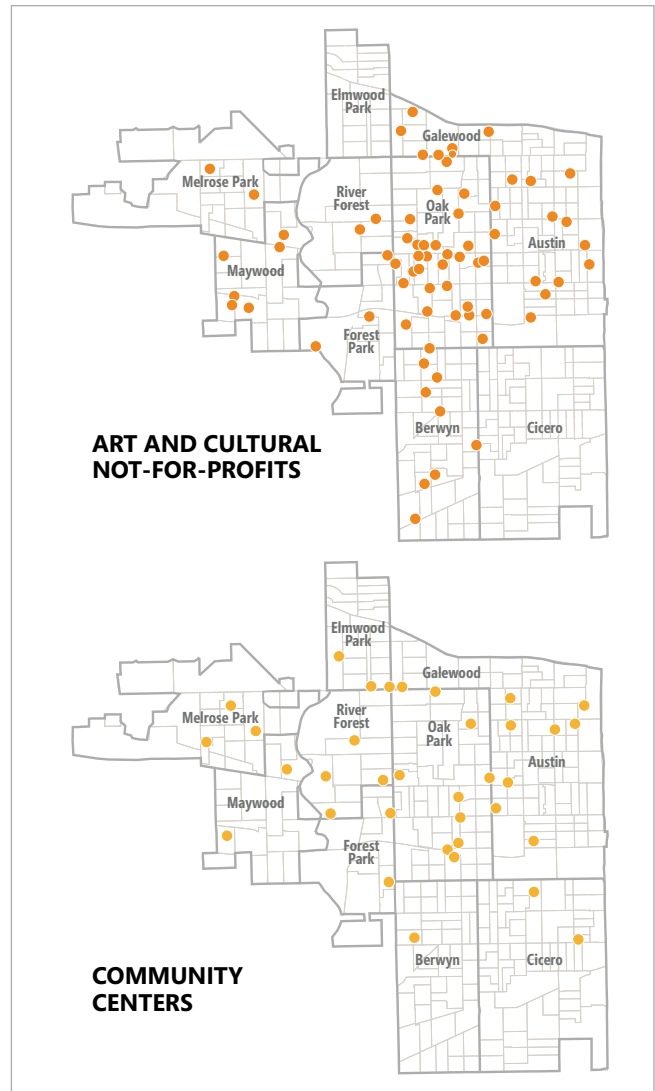 Elmwood
Park
Galewood
Melrose Park
River
Forest
Oak
Park
Austin
Maywood
Forest
Park
Berwyn
Cicero
ART AND CULTURAL
NOT-FOR-PROFITS
Elmwood
Park
Galewood
Melrose Park
River
Forest
Oak
Park
Austin
Maywood
Forest
Park
Berwyn
Cicero
COMMUNITY
CENTERS